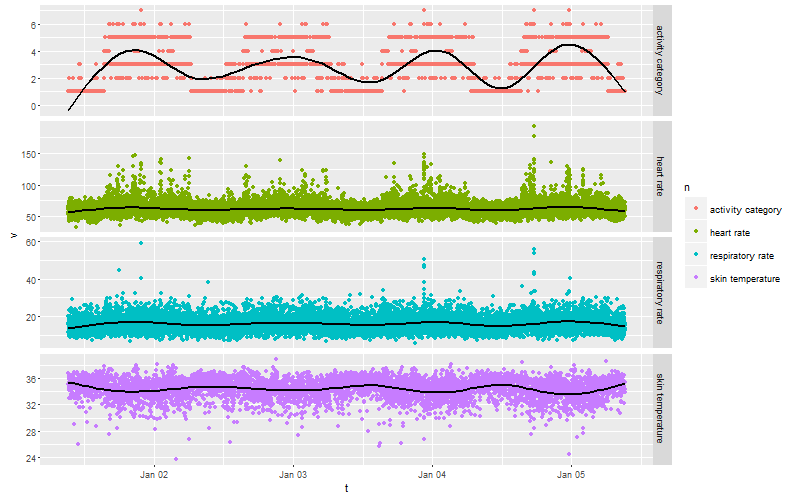 6
4
2
0
activity category
150
100
50
heart rate
v
60
40
20
respiratory rate
36
32
28
24
skin temperature
Jan 02
Jan 03
Jan 04
Jan 05
t
n
activity category
heart rate
respiratory rate
skin temperature